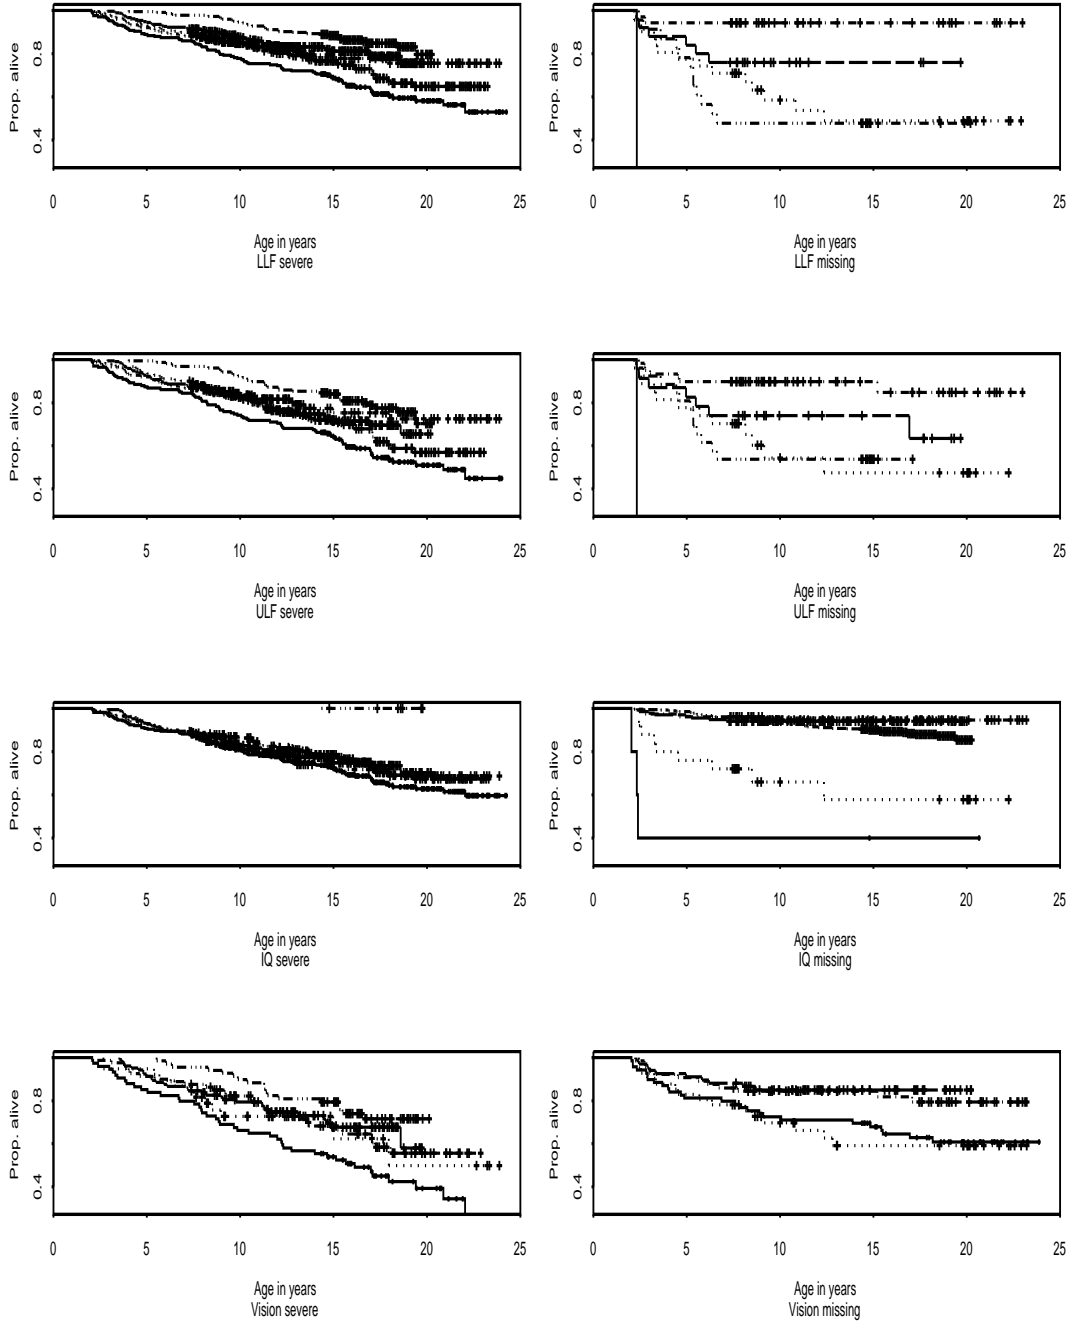 Prop. alive
0.8
0.4
0 5 10 15 20 25
Age in years
LLF severe
Prop. alive
0.8
0.4
0 5 10 15 20 25
Age in years
LLF missing
Prop. alive
0.8
0.4
0 5 10 15 20 25
Age in years
ULF severe
Prop. alive
0.8
0.4
0 5 10 15 20 25
Age in years
ULF missing
Prop. alive
0.8
0.4
0 5 10 15 20 25
Age in years
IQ severe
Prop. alive
0.8
0.4
0 5 10 15 20 25
Age in years
IQ missing
Prop. alive
0.8
0.4
0 5 10 15 20 25
Age in years
Vision severe
Prop. alive
0.8
0.4
0 5 10 15 20 25
Age in years
Vision missing